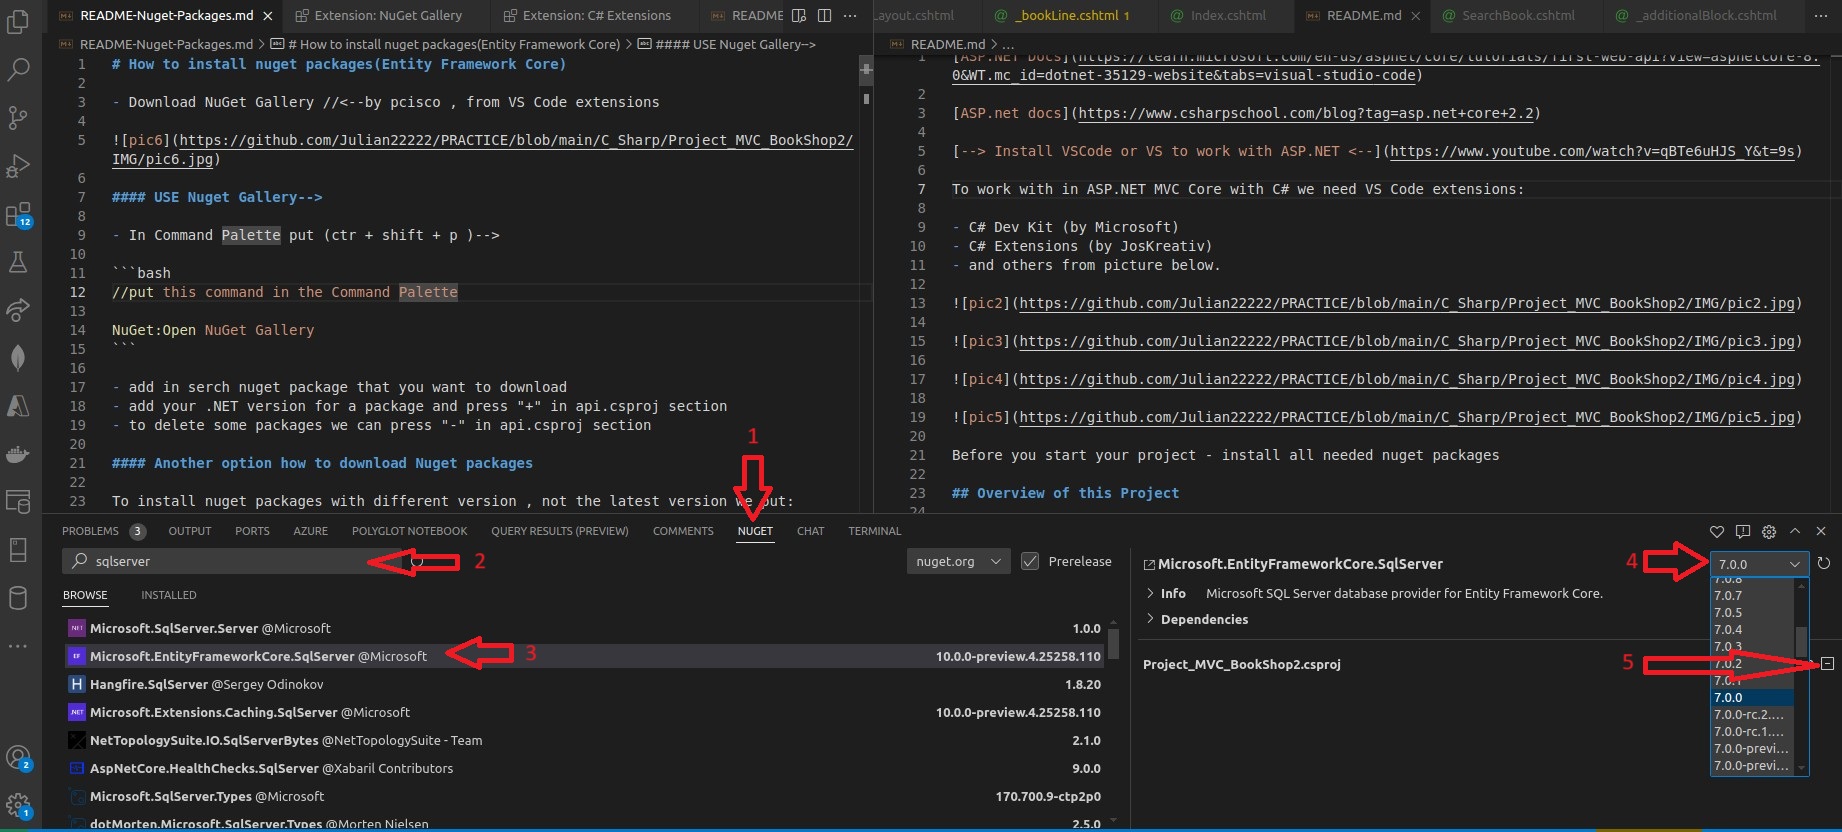 README-Nuget-Packages.md
Extension: NuGet Gallery
Extension: C# Extensions
README
README-Nuget-Packages.md > # How to install nuget packages(Entity Framework Core) > #### USE Nuget Gallery-->
1 # How to install nuget packages(Entity Framework Core)
2
3 - Download NuGet Gallery //<--by pcisco , from VS Code extensions
4
5 ![pic6](https://github.com/Julian22222/PRACTICE/blob/main/C_Sharp/Project_MVC_BookShop2/
IMG/pic6.jpg)
6
7 #### USE Nuget Gallery-->
8
9 - In Command Palette put (ctr + shift + p )-->
10
11 ```bash
12 //put this command in the Command Palette
13
14 NuGet:Open NuGet Gallery
15 ```
16
17 - add in serch nuget package that you want to download
18 - add your .NET version for a package and press "+" in api.csproj section
19 - to delete some packages we can press "-" in api.csproj section
20
21 #### Another option how to download Nuget packages
22
23 To install nuget packages with different version , not the latest version we put:
Layout.cshtml
_bookLine.cshtml 1
Index.cshtml
README.md
SearchBook.cshtml
_additionalBlock.cshtml
README.md > ...
1 [ASP.NET Docs](https://learn.microsoft.com/en-us/aspnet/core/tutorials/first-web-api?view=aspnetcore-8.
0&WT.mc_id=dotnet-35129-website&tabs=visual-studio-code)
2
3 [ASP.net docs](https://www.csharpschool.com/blog?tag=asp.net+core+2.2)
4
5 [--> Install VSCode or VS to work with ASP.NET <--](https://www.youtube.com/watch?v=qBTe6uHJS_Y&t=9s)
6
7 To work with in ASP.NET MVC Core with C# we need VS Code extensions:
8
9 - C# Dev Kit (by Microsoft)
10 - C# Extensions (by JosKreativ)
11 - and others from picture below.
12
13 ![pic2](https://github.com/Julian22222/PRACTICE/blob/main/C_Sharp/Project_MVC_BookShop2/IMG/pic2.jpg)
14
15 ![pic3](https://github.com/Julian22222/PRACTICE/blob/main/C_Sharp/Project_MVC_BookShop2/IMG/pic3.jpg)
16
17 ![pic4](https://github.com/Julian22222/PRACTICE/blob/main/C_Sharp/Project_MVC_BookShop2/IMG/pic4.jpg)
18
19 ![pic5](https://github.com/Julian22222/PRACTICE/blob/main/C_Sharp/Project_MVC_BookShop2/IMG/pic5.jpg)
20
21 Before you start your project - install all needed nuget packages
22
23 ## Overview of this Project
24
12
2
1
1
PROBLEMS 3 OUTPUT PORTS AZURE POLYGLOT NOTEBOOK QUERY RESULTS (PREVIEW) COMMENTS NUGET CHAT TERMINAL
sqlserver
2
nuget.org
Prerelease
BROWSE INSTALLED
Microsoft.SqlServer.Server @Microsoft 1.0.0
Microsoft.EntityFrameworkCore.SqlServer @Microsoft 3 10.0.0-preview.4.25258.110
Hangfire.SqlServer @Sergey Odinokov 1.8.20
Microsoft.Extensions.Caching.SqlServer @Microsoft 10.0.0-preview.4.25258.110
NetTopologySuite.IO.SqlServerBytes @NetTopologySuite - Team 2.1.0
AspNetCore.HealthChecks.SqlServer @Xabaril Contributors 9.0.0
Microsoft.SqlServer.Types @Microsoft 170.700.9-ctp2p0
dotMorten.Microsoft.SqlServer.Types @Morten Nielsen 2.5.0
Microsoft.EntityFrameworkCore.SqlServer
4
7.0.0
Info Microsoft SQL Server database provider for Entity Framework Core.
Dependencies
Project_MVC_BookShop2.csproj
5
7.0.8
7.0.7
7.0.5
7.0.4
7.0.3
7.0.2
7.0.1
7.0.0
7.0.0-rc.2....
7.0.0-rc.1....
7.0.0-previ...
7.0.0-previ...